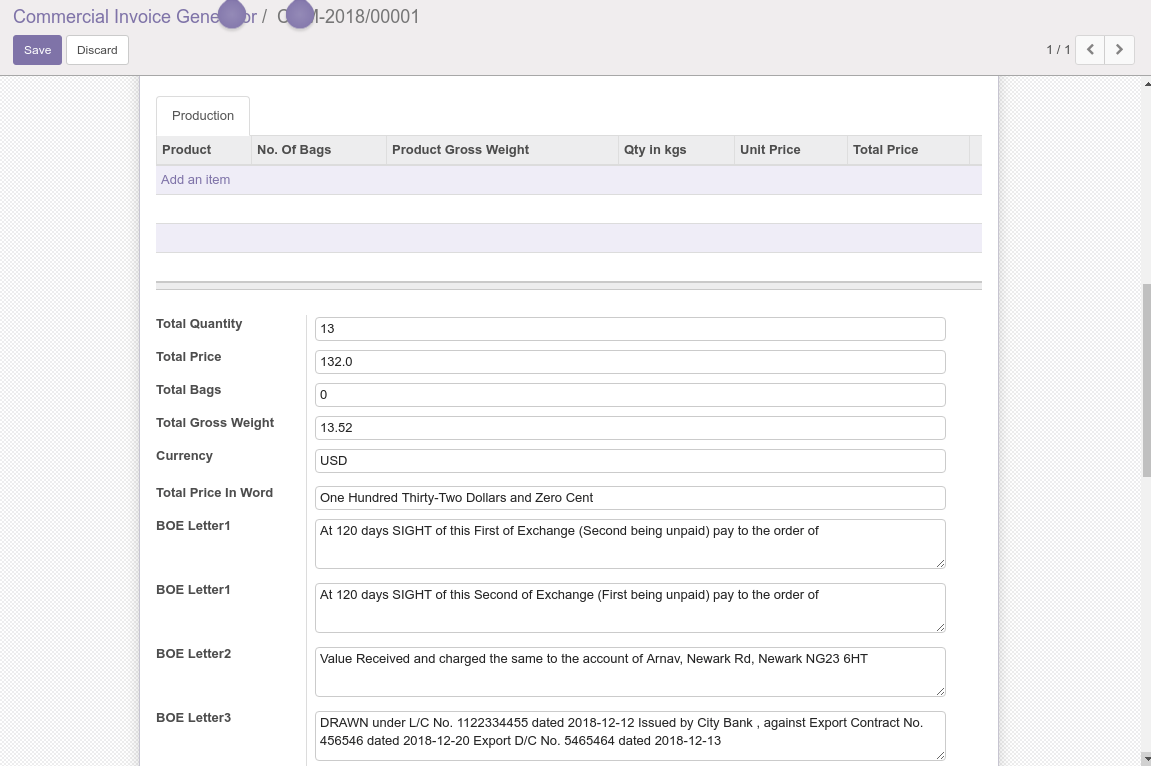 Commercial Invoice / -2018/00001
Save Discard 1 / 1
Production
Product No. Of Bags Product Gross Weight Qty in kgs Unit Price Total Price
Add an item
Total Quantity 13
Total Price 132.0
Total Bags 0
Total Gross Weight 13.52
Currency USD
Total Price In Word One Hundred Thirty-Two Dollars and Zero Cent
BOE Letter1 At 120 days SIGHT of this First of Exchange (Second being unpaid) pay to the order of
BOE Letter1 At 120 days SIGHT of this Second of Exchange (First being unpaid) pay to the order of
BOE Letter2 Value Received and charged the same to the account of Arnav, Newark Rd, Newark NG23 6HT
BOE Letter3 DRAWN under L/C No. 1122334455 dated 2018-12-12 Issued by City Bank , against Export Contract No.
456546 dated 2018-12-20 Export D/C No. 5465464 dated 2018-12-13